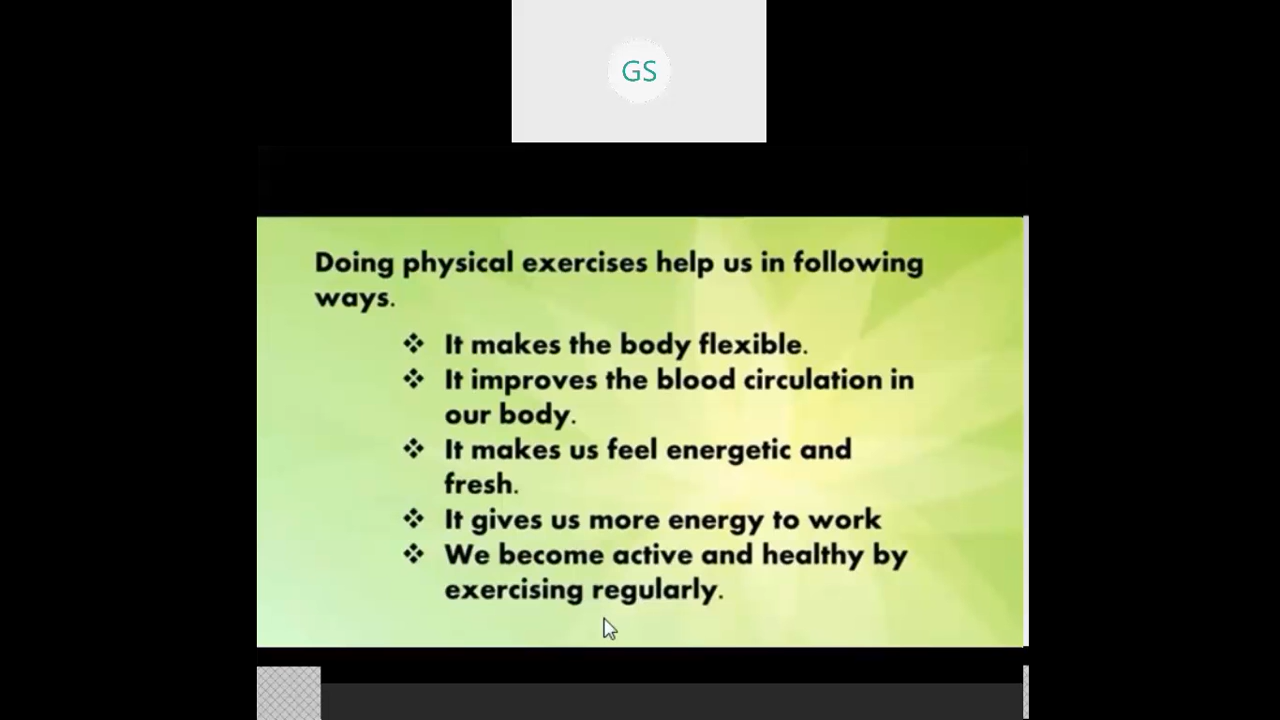 GS
Doing physical exercises help us in following
ways.
❖ It makes the body flexible.
❖ It improves the blood circulation in
our body.
❖ It makes us feel energetic and
fresh.
❖ It gives us more energy to work
❖ We become active and healthy by
exercising regularly.